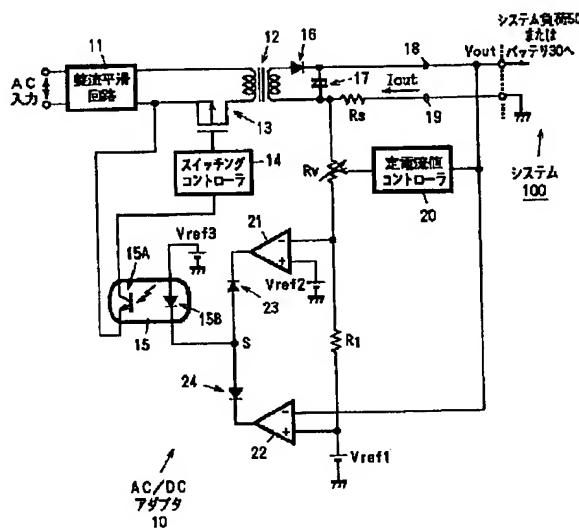 システム負荷50
または
バッテリ30へ
Vout
11
12
16
18
17
Iout
AC
入力
整流平滑
回路
Rs
19
13
スイッチング
コントローラ
14
Rv
定電流値
コントローラ
20
システム
100
21
15A
Vref3
Vref2
23
15B
15
S
R1
24
22
Vref1
AC/DC
アダプタ
10